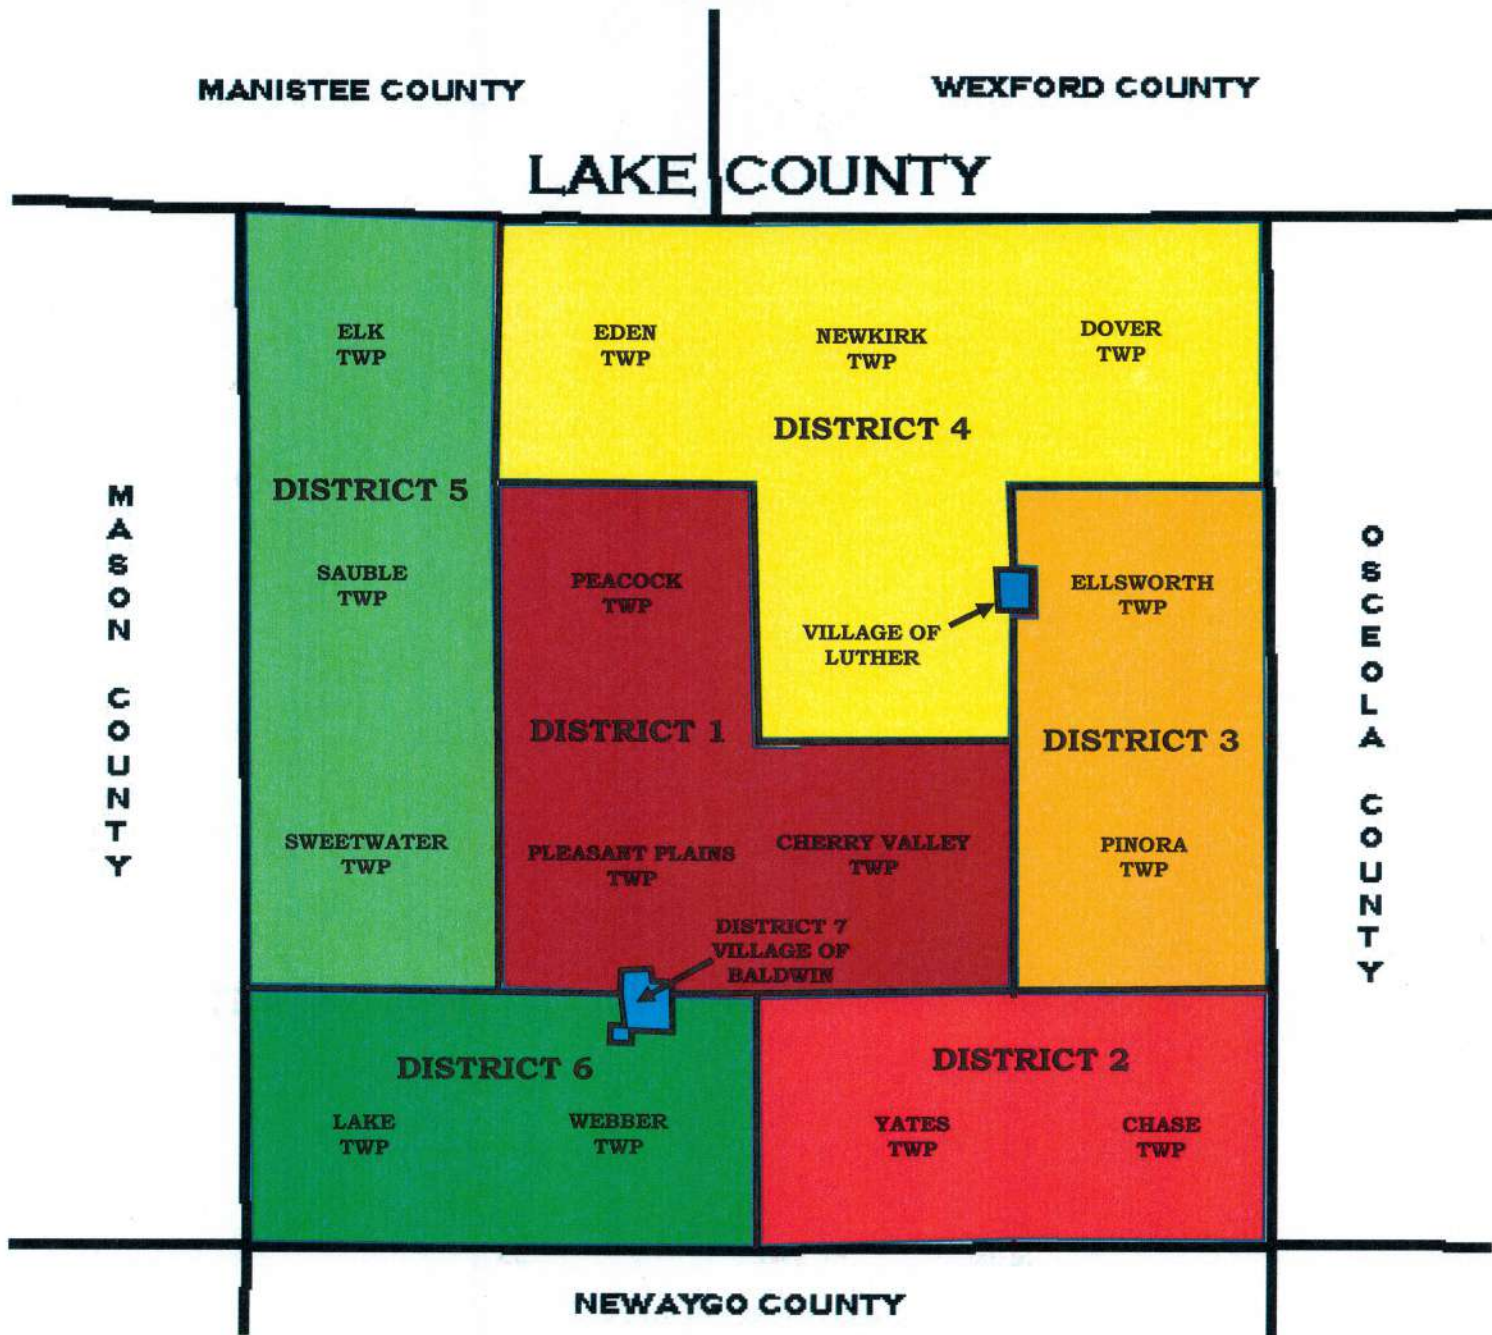 MANISTEE COUNTY
WEXFORD COUNTY
LAKE COUNTY
ELK
TWP
EDEN
TWP
NEWKIRK
TWP
DOVER
TWP
DISTRICT 4
DISTRICT 5
MASON COUNTY
OSCEOLA COUNTY
SAUBLE
TWP
PEACOCK
TWP
ELLSWORTH
TWP
VILLAGE OF
LUTHER
DISTRICT 1
DISTRICT 3
SWEETWATER
TWP
PLEASANT PLAINS
TWP
CHERRY VALLEY
TWP
PINORA
TWP
DISTRICT 7
VILLAGE OF
BALDWIN
DISTRICT 6
DISTRICT 2
LAKE
TWP
WEBBER
TWP
YATES
TWP
CHASE
TWP
NEWAYGO COUNTY